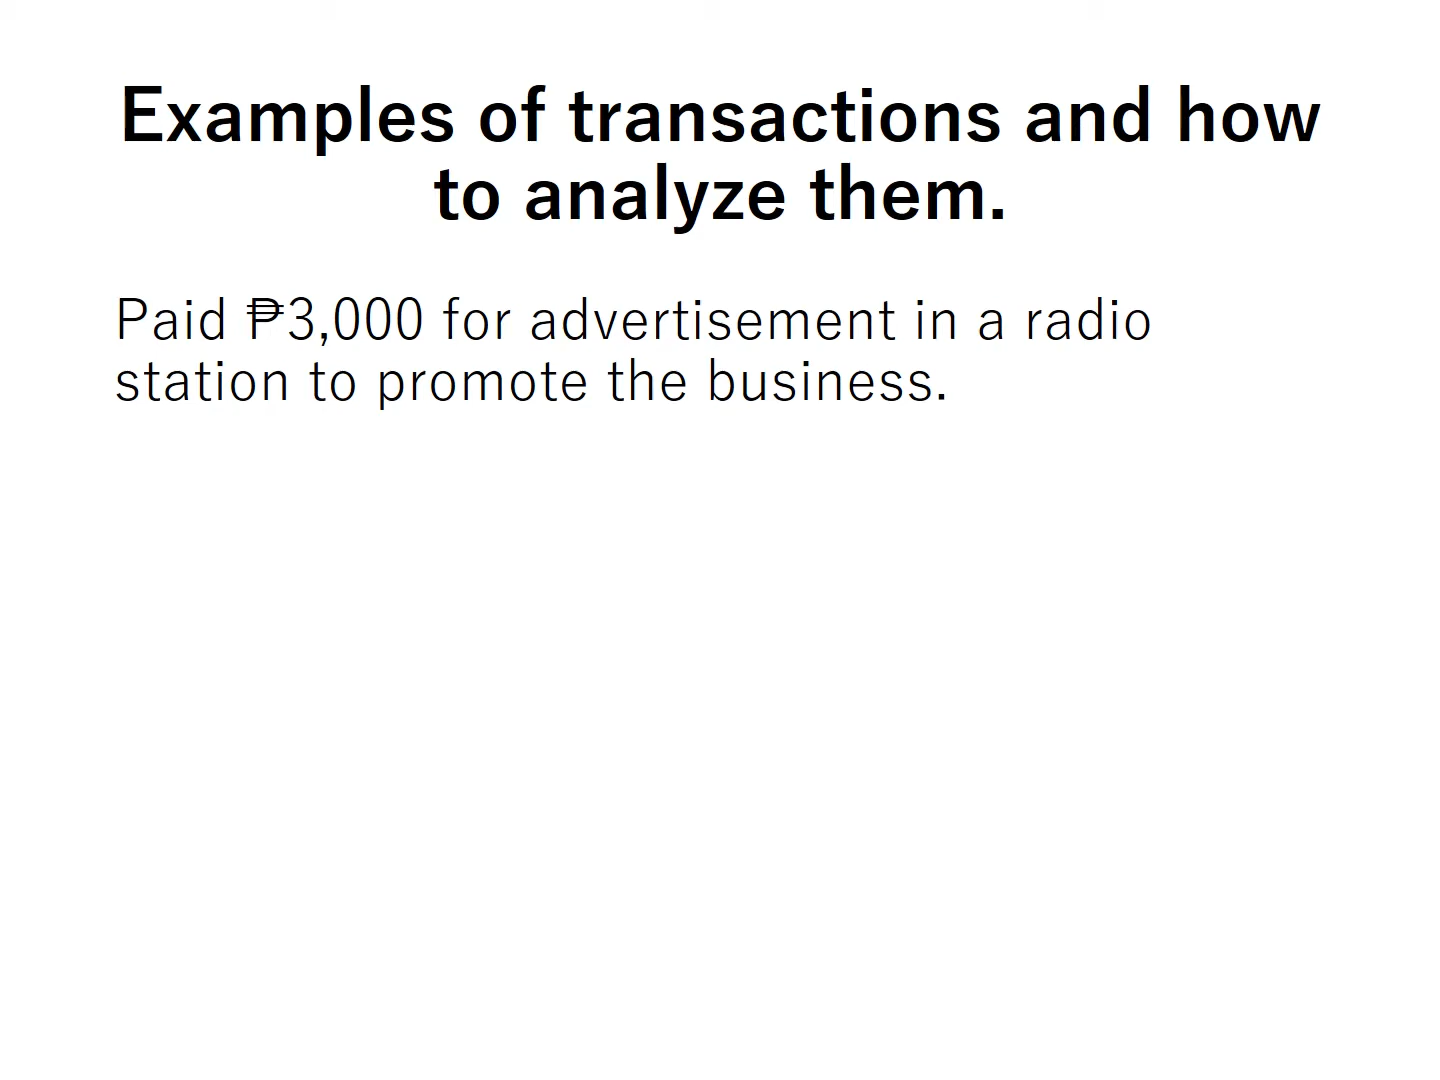 Examples of transactions and how
to analyze them.
Paid ₱3,000 for advertisement in a radio
station to promote the business.